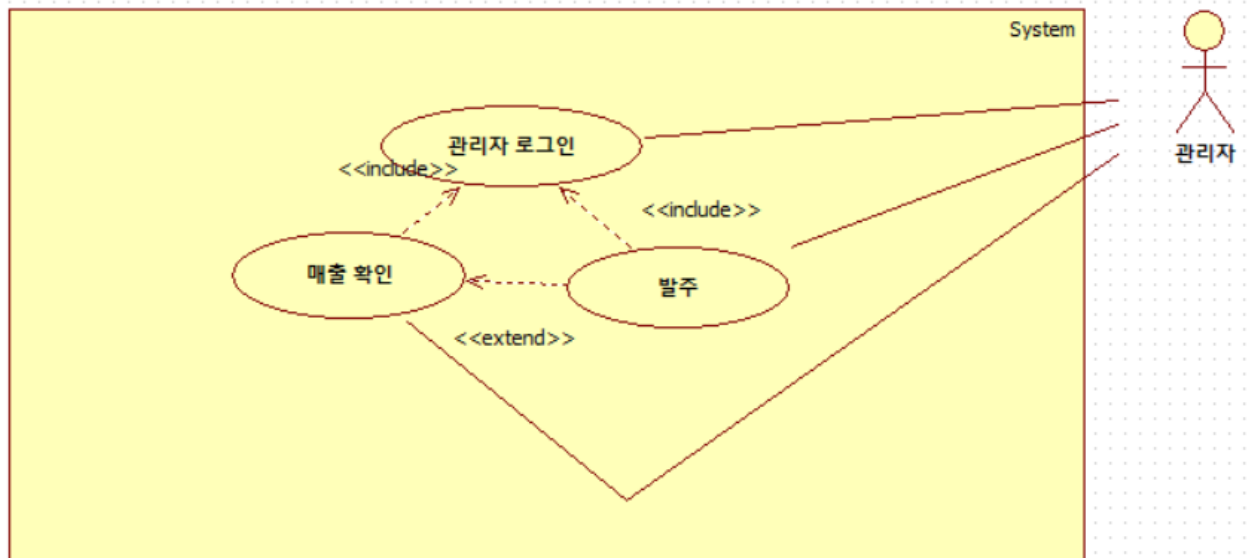 System
관리자 로그인
<<include>>
관리자
<<include>>
매출 확인
발주
<<extend>>